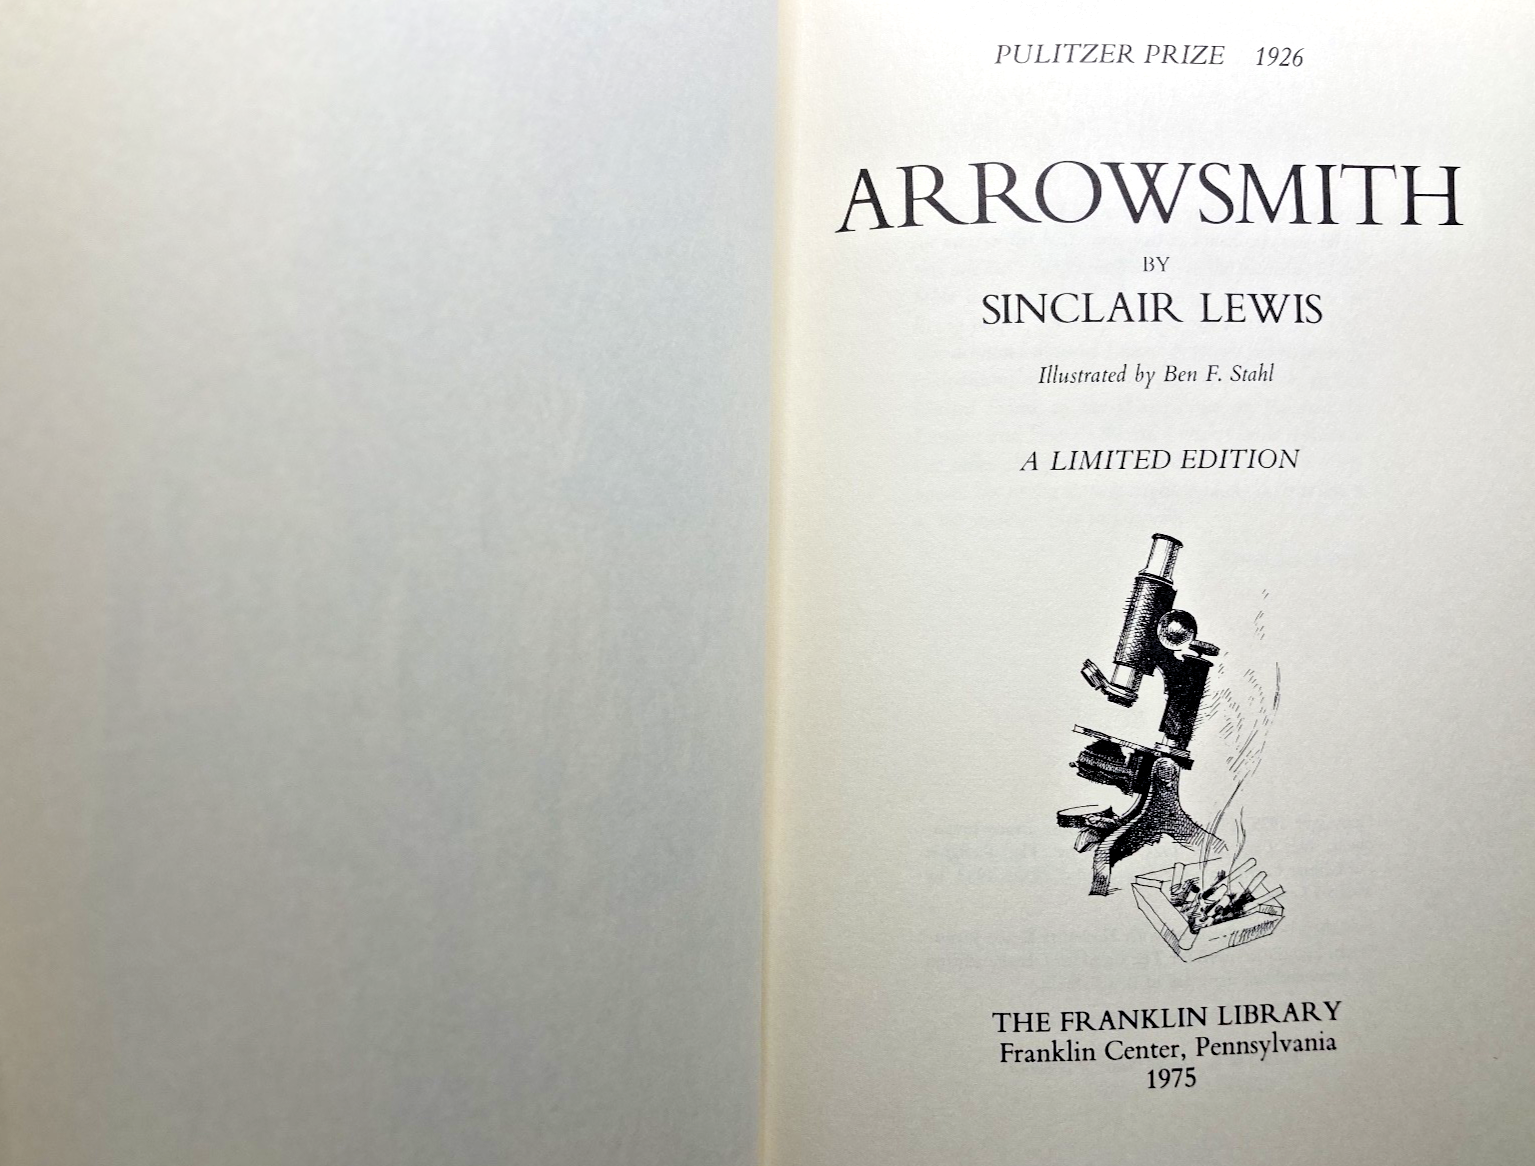 PULITZER PRIZE 1926
ARROWSMITH
BY
SINCLAIR LEWIS
Illustrated by Ben F. Stahl
A LIMITED EDITION
THE FRANKLIN LIBRARY
Franklin Center, Pennsylvania
1975